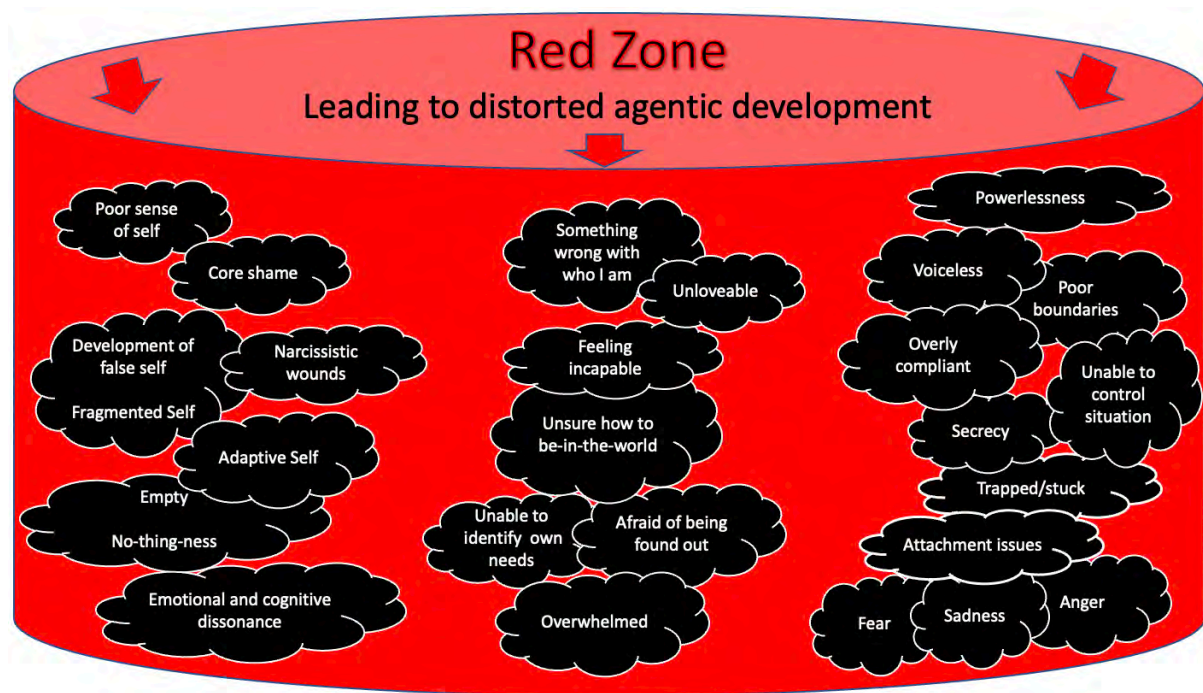 Red Zone
Leading to distorted agentic development
Poor sense
of self
Core shame
Development of
false self
Fragmented Self
Narcissistic
wounds
Adaptive Self
Empty
No-thing-ness
Emotional and cognitive
dissonance
Something
wrong with
who I am
Unloveable
Feeling
incapable
Unsure how to
be-in-the-world
Unable to
identify own
needs
Afraid of being
found out
Overwhelmed
Powerlessness
Voiceless
Poor
boundaries
Overly
compliant
Unable to
control
situation
Secrecy
Trapped/stuck
Attachment issues
Fear
Sadness
Anger